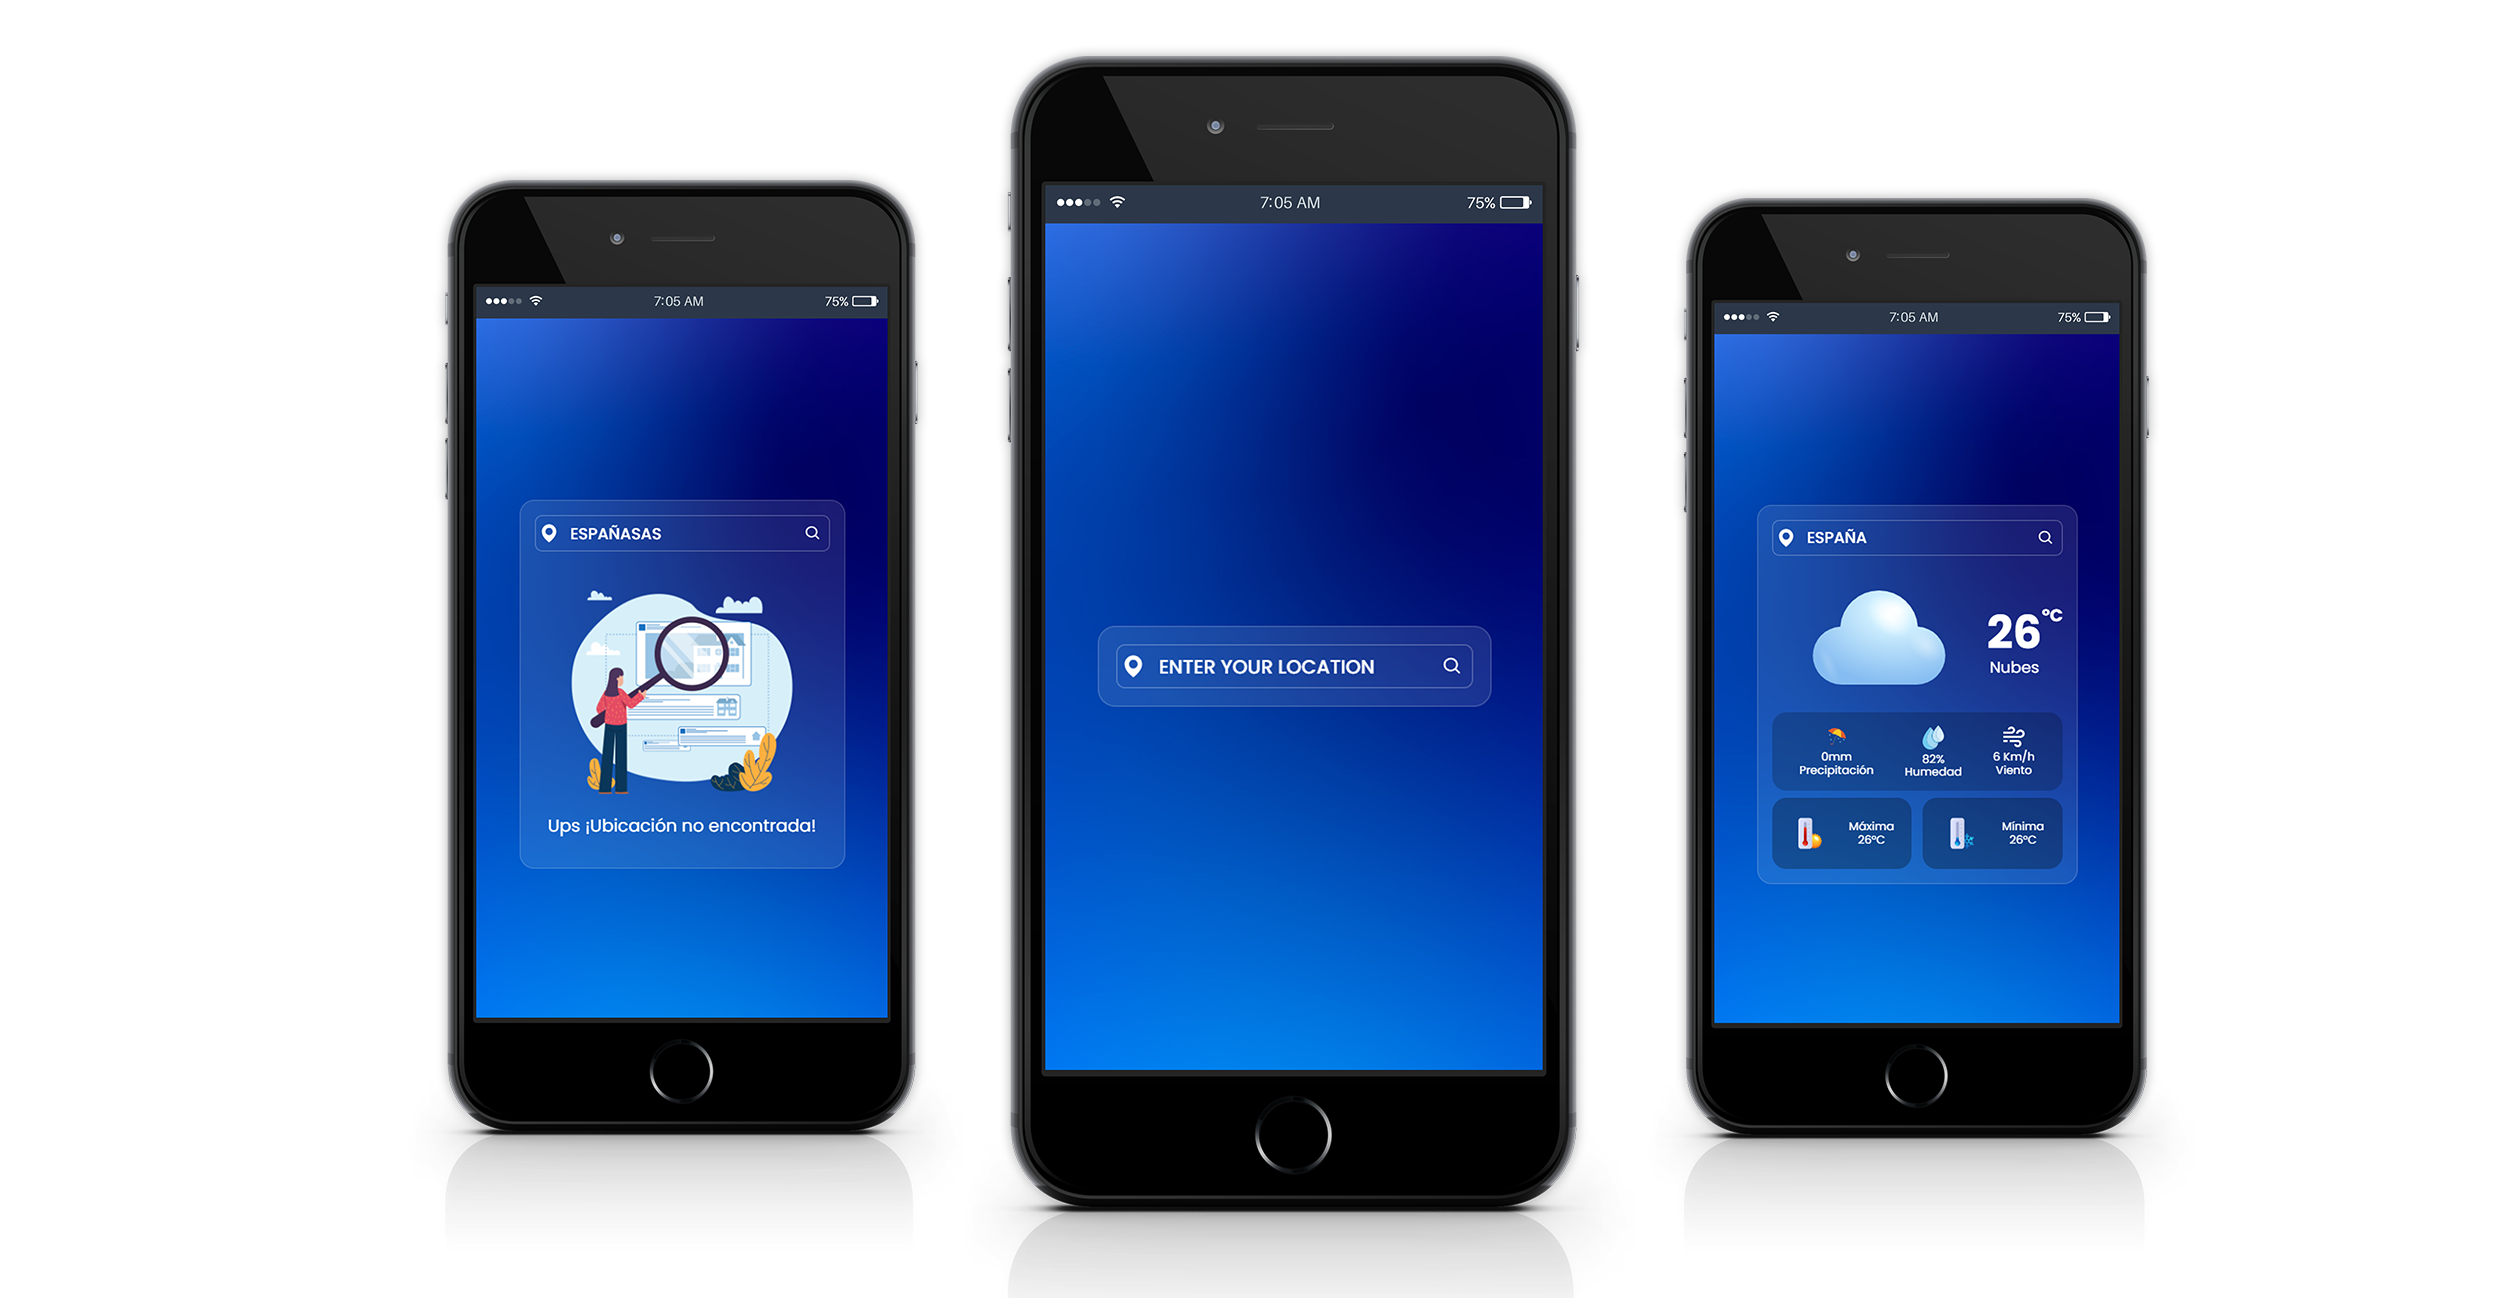 7:05 AM
75%
ESPAÑASAS
Ups ¡Ubicación no encontrada!
7:05 AM
75%
ENTER YOUR LOCATION
7:05 AM
75%
ESPAÑA
26 °C
Nubes
0mm
Precipitación
82%
Humedad
6 Km/h
Viento
Máxima
26°C
Mínima
26°C